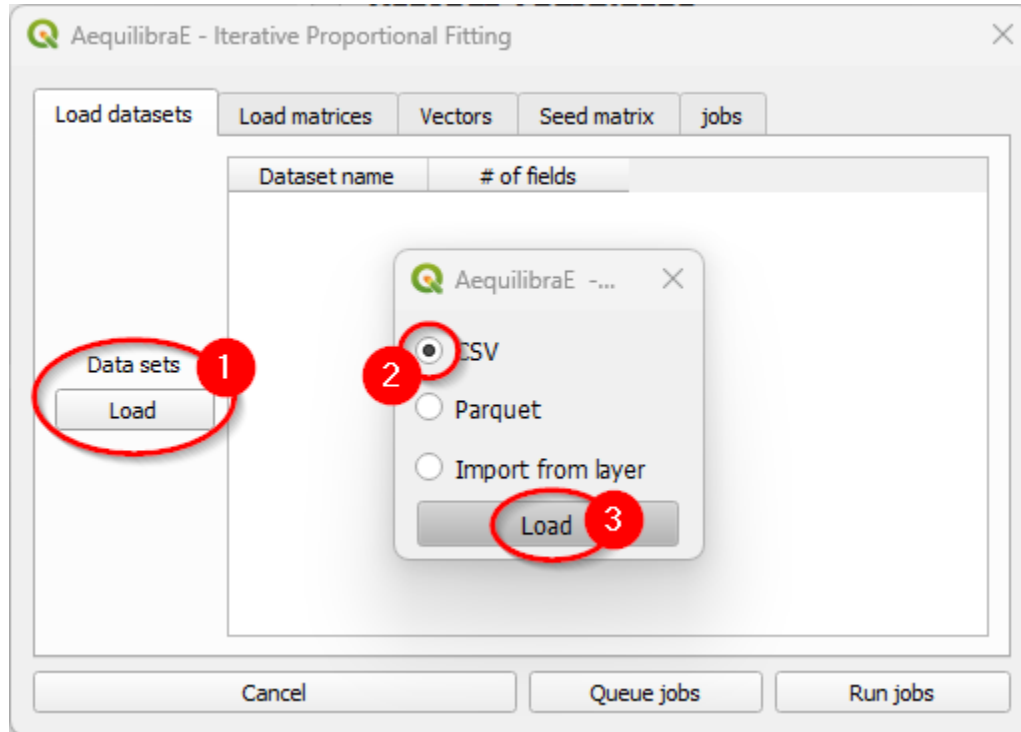 AequilibraE - Iterative Proportional Fitting
Load datasets Load matrices Vectors Seed matrix jobs
Dataset name # of fields
AequilibraE -...
Data sets 1
Load
2 CSV
Parquet
Import from layer
Load 3
Cancel Queue jobs Run jobs